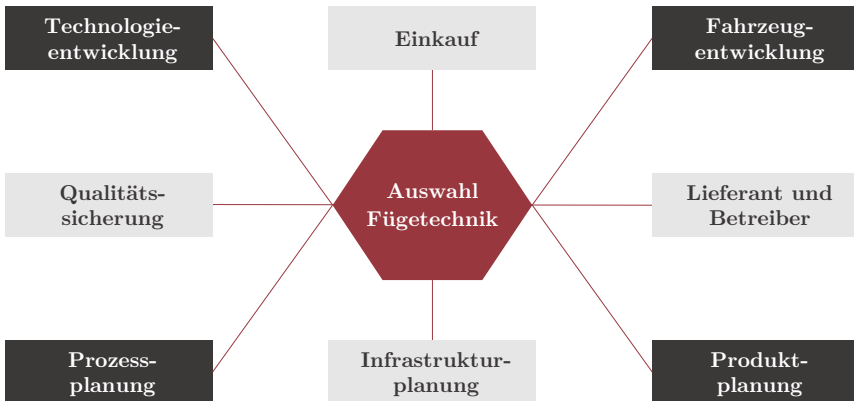 Technologie-
entwicklung
Einkauf
Fahrzeug-
entwicklung
Qualitäts-
sicherung
Auswahl
Fügetechnik
Lieferant und
Betreiber
Prozess-
planung
Infrastruktur-
planung
Produkt-
planung